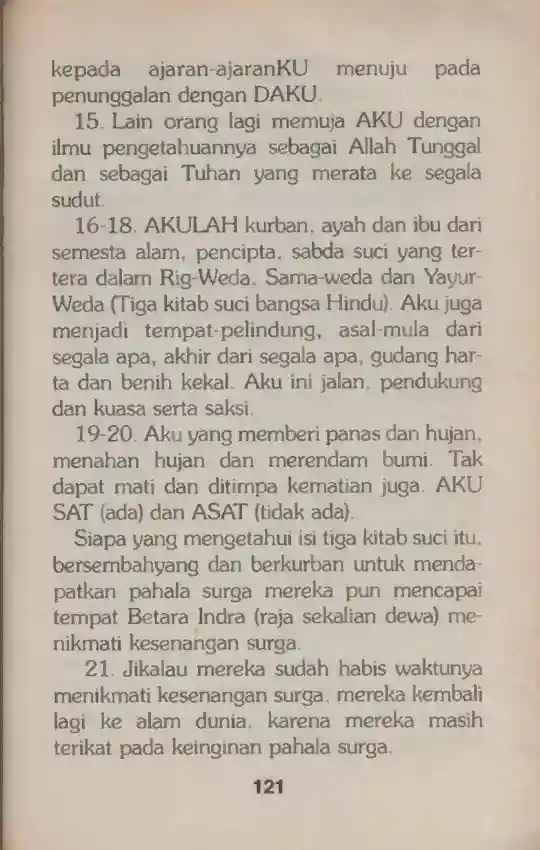 kepada ajaran-ajaranKU menuju pada
penunggalan dengan DAKU.
15. Lain orang lagi memuja AKU dengan
ilmu pengetahuannya sebagai Allah Tunggal
dan sebagai Tuhan yang merata ke segala
sudut.
16-18. AKULAH kurban, ayah dan ibu dari
semesta alam, pencipta, sabda suci yang ter-
tera dalam Rig-Weda, Sama-weda dan Yayur-
Weda (Tiga kitab suci bangsa Hindu). Aku juga
menjadi tempat-pelindung, asal-mula dari
segala apa, akhir dari segala apa, gudang har-
ta dan benih kekal. Aku ini jalan, pendukung
dan kuasa serta saksi.
19-20. Aku yang memberi panas dan hujan,
menahan hujan dan merendam bumi. Tak
dapat mati dan ditimpa kematian juga. AKU
SAT (ada) dan ASAT (tidak ada).
Siapa yang mengetahui isi tiga kitab suci itu,
bersembahyang dan berkurban untuk menda-
patkan pahala surga mereka pun mencapai
tempat Betara Indra (raja sekalian dewa) me-
nikmati kesenangan surga.
21. Jikalau mereka sudah habis waktunya
menikmati kesenangan surga, mereka kembali
lagi ke alam dunia, karena mereka masih
terikat pada keinginan pahala surga.
121